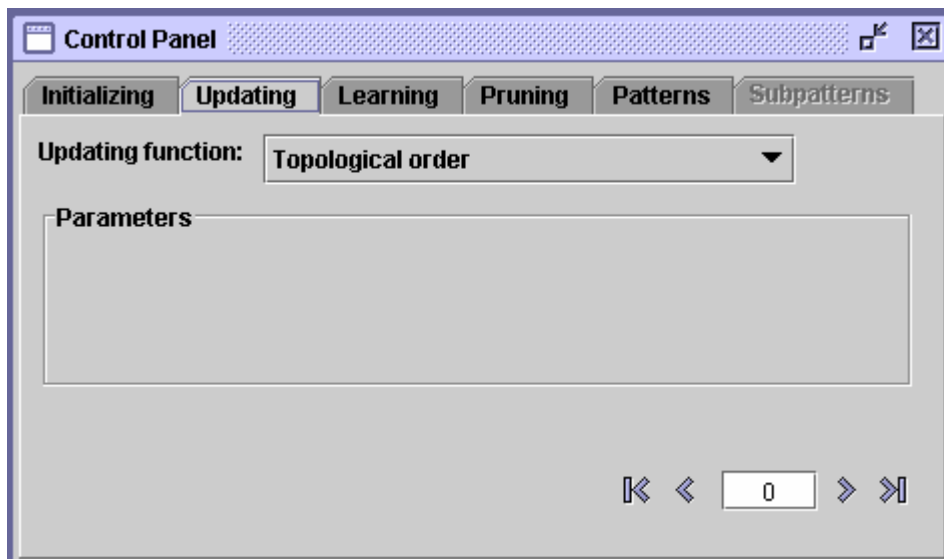 Control Panel
Initializing Updating Learning Pruning Patterns Subpatterns
Updating function: Topological order
Parameters
0